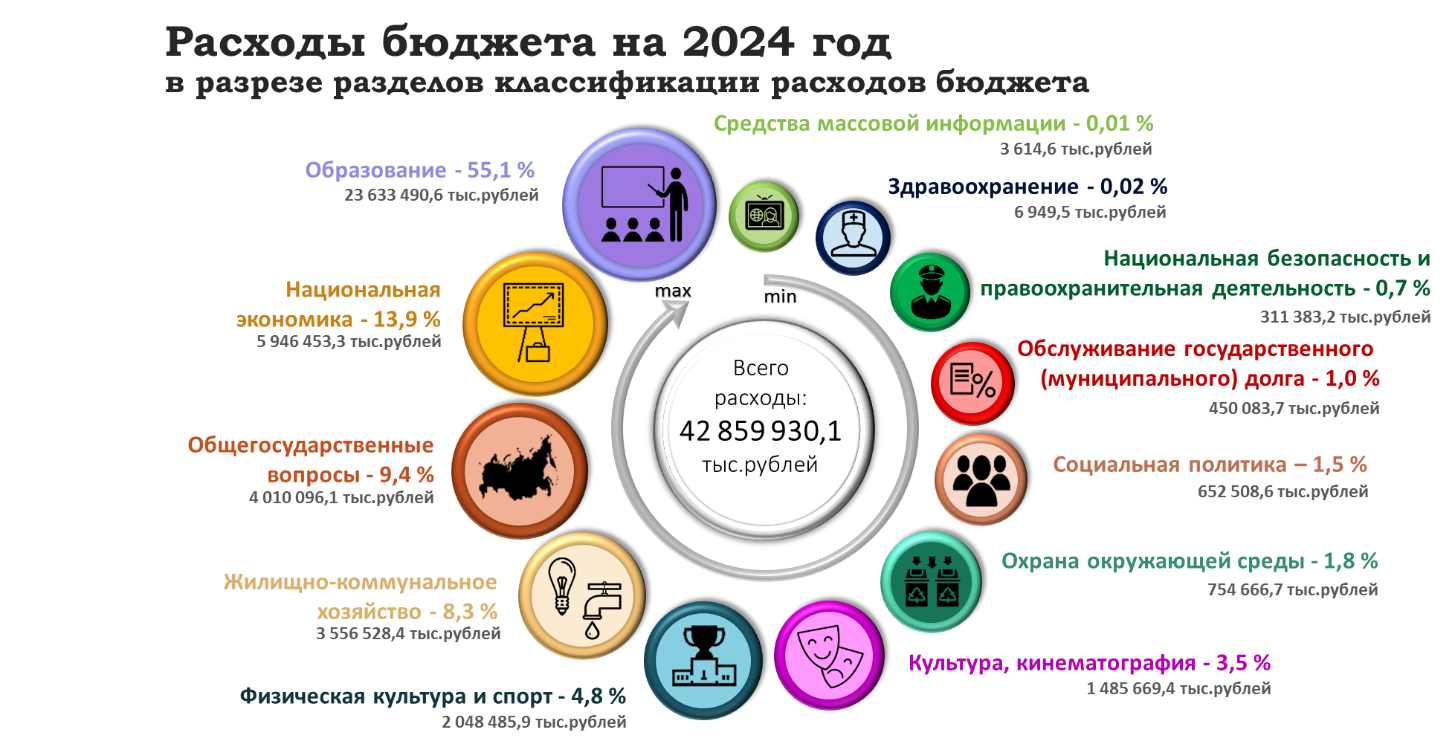 Расходы бюджета на 2024 год
в разрезе разделов классификации расходов бюджета
Средства массовой информации - 0,01 %
3 614,6 тыс.рублей
Здравоохранение - 0,02 %
6 949,5 тыс.рублей
Национальная безопасность и
правоохранительная деятельность - 0,7 %
311 383,2 тыс.рублей
Обслуживание государственного
(муниципального) долга - 1,0 %
450 083,7 тыс.рублей
Социальная политика – 1,5 %
652 508,6 тыс.рублей
Охрана окружающей среды - 1,8 %
754 666,7 тыс.рублей
Культура, кинематография - 3,5 %
1 485 669,4 тыс.рублей
Физическая культура и спорт - 4,8 %
2 048 485,9 тыс.рублей
Жилищно-коммунальное
хозяйство - 8,3 %
3 556 528,4 тыс.рублей
Общегосударственные
вопросы - 9,4 %
4 010 096,1 тыс.рублей
Национальная
экономика - 13,9 %
5 946 453,3 тыс.рублей
Образование - 55,1 %
23 633 490,6 тыс.рублей
max
min
Всего
расходы:
42 859 930,1
тыс.рублей